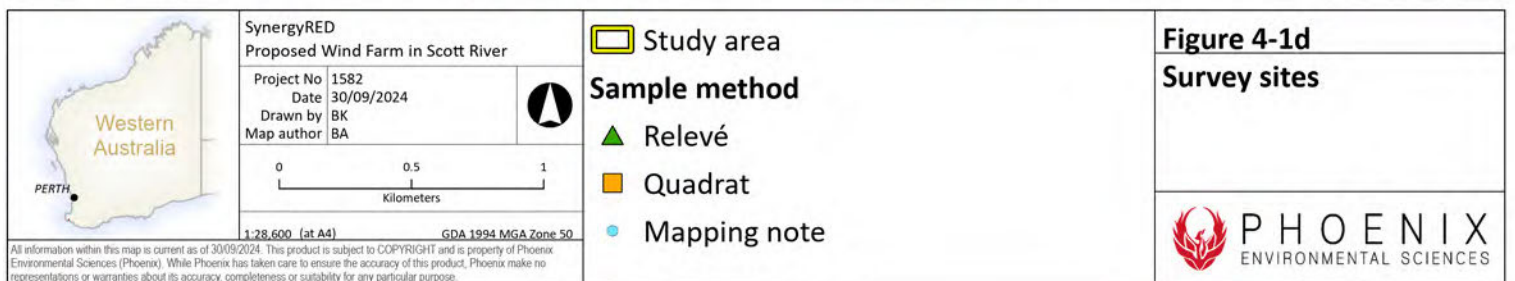 Western
Australia
PERTH
SynergyRED
Proposed Wind Farm in Scott River
Project No 1582
Date 30/09/2024
Drawn by BK
Map author BA
0 0.5 1
Kilometers
1:28,600 (at A4) GDA 1994 MGA Zone 50
All information within this map is current as of 30/09/2024. This product is subject to COPYRIGHT and is property of Phoenix
Environmental Sciences (Phoenix). While Phoenix has taken care to ensure the accuracy of this product, Phoenix make no
representations or warranties about its accuracy, completeness or suitability for any particular purpose.
Study area
Sample method
Relevé
Quadrat
Mapping note
Figure 4-1d
Survey sites
PHOENIX
ENVIRONMENTAL SCIENCES